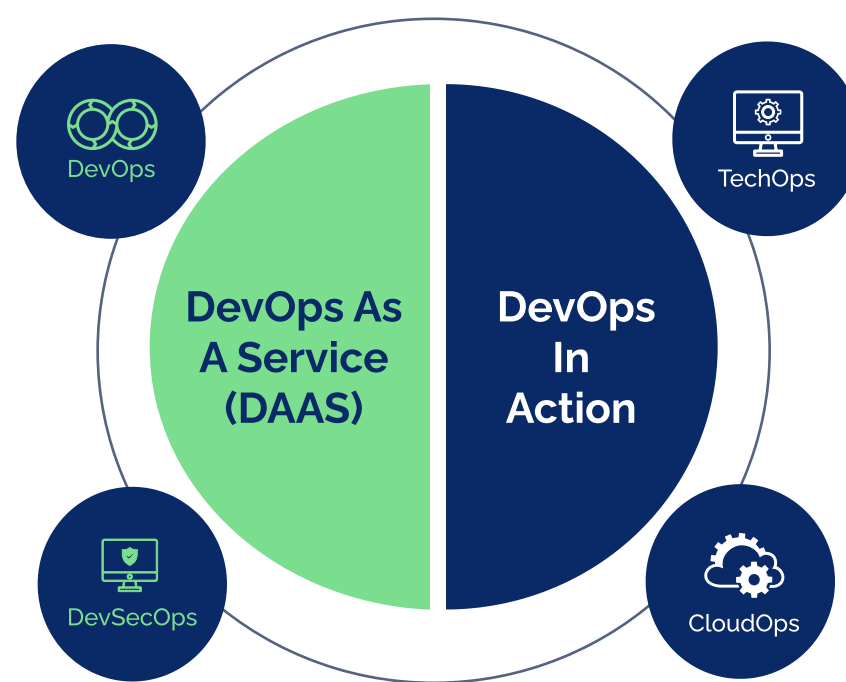 DevOps
TechOps
DevOps As
A Service
(DAAS)
DevOps
In
Action
DevSecOps
CloudOps